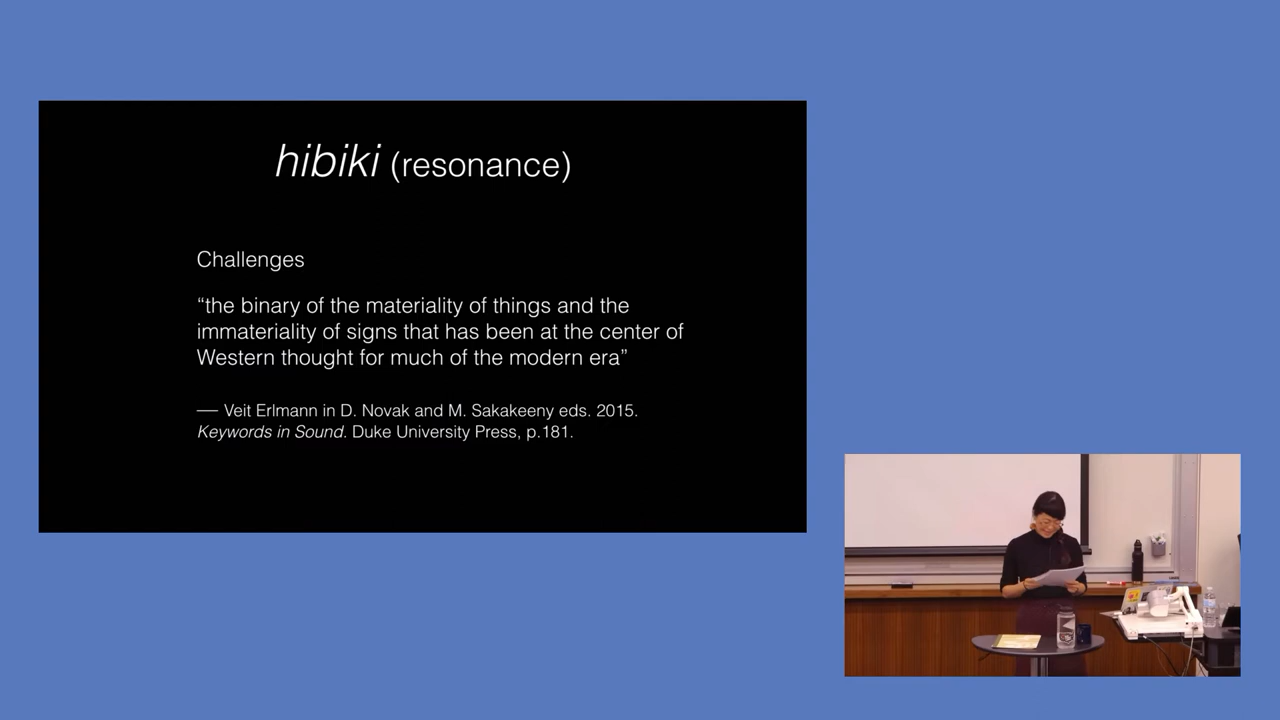 hibiki (resonance)
Challenges
“the binary of the materiality of things and the
immateriality of signs that has been at the center of
Western thought for much of the modern era”
— Veit Erlmann in D. Novak and M. Sakakeeny eds. 2015.
Keywords in Sound. Duke University Press, p.181.